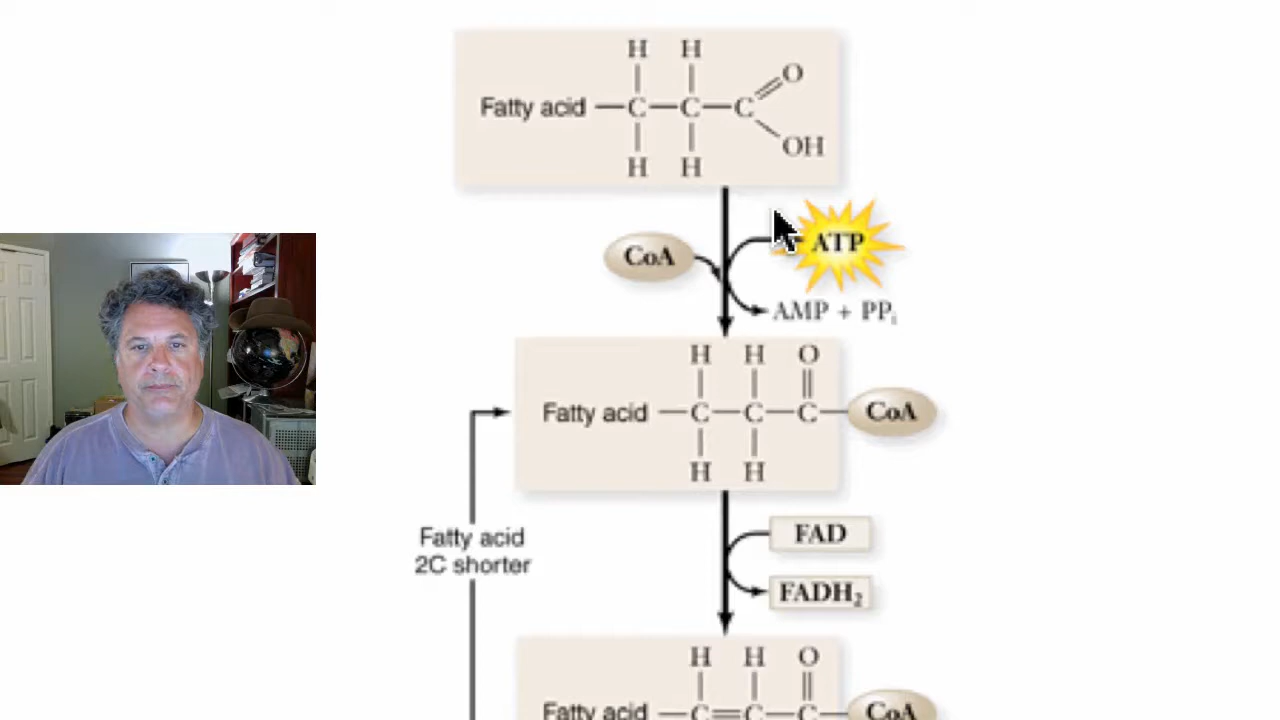 H H
O
Fatty acid — C — C — C
OH
H H
CoA
ATP
AMP + PPi
H H O
Fatty acid — C — C — C — CoA
H H
Fatty acid
2C shorter
FAD
FADH₂
H H O
Fatty acid — C = C — C — CoA